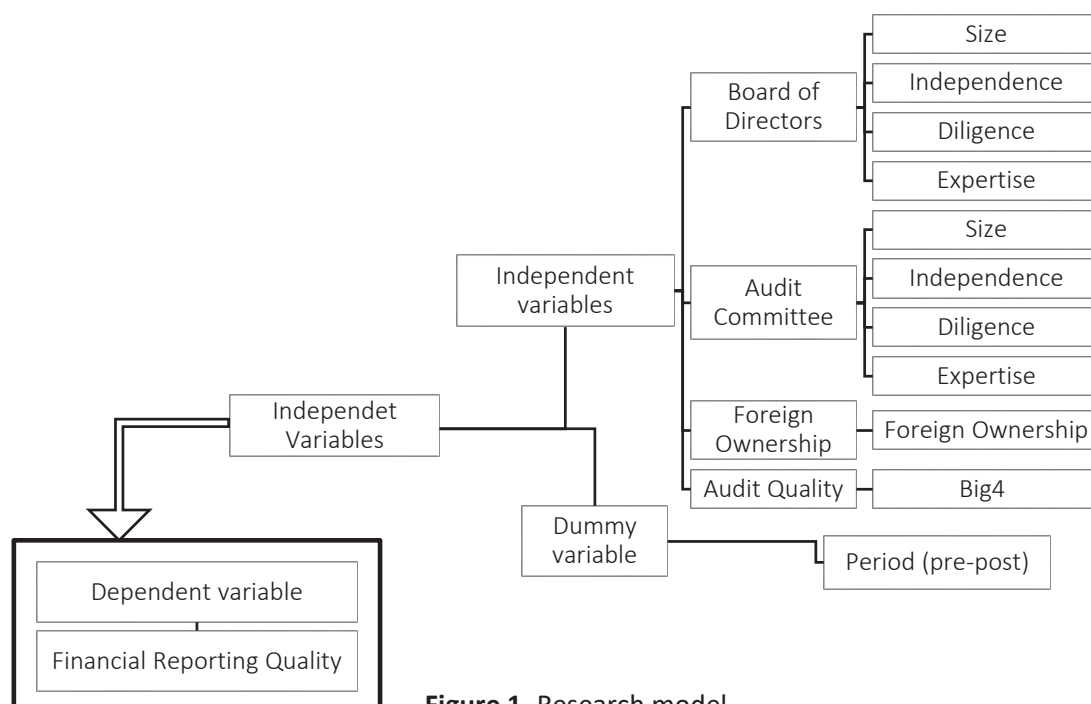 Size
Board of
Directors
Independence
Diligence
Expertise
Size
Independent
variables
Audit
Committee
Independence
Diligence
Expertise
Independet
Variables
Foreign
Ownership
Foreign Ownership
Audit Quality
Big4
Dummy
variable
Period (pre-post)
Dependent variable
Financial Reporting Quality
Figure 1. Research model